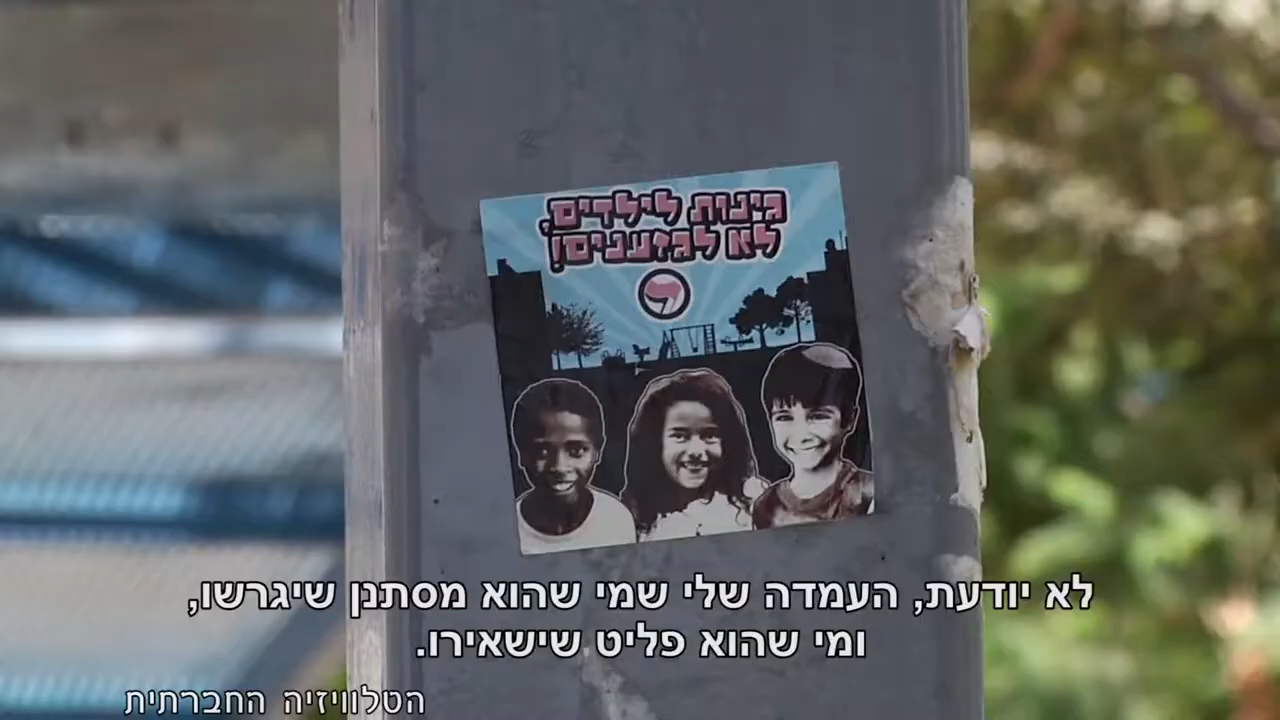 גינות לילדים,
לא לגזענים!
לא יודעת, העמדה שלי שמי שהוא מסתנן שיגרשו,
ומי שהוא פליט שישאירו.
הטלוויזיה החברתית